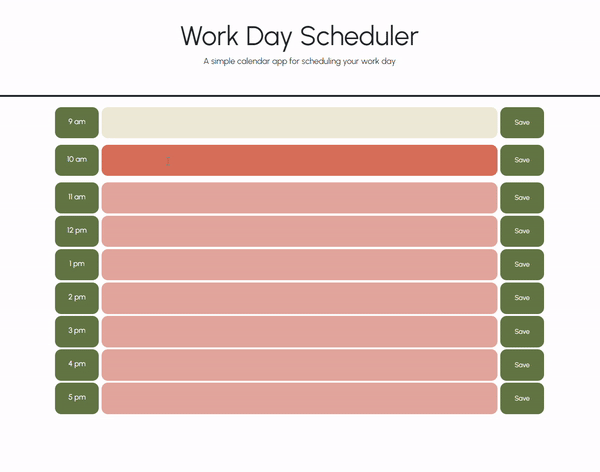 Work Day Scheduler
A simple calendar app for scheduling your work day
9 am Save
10 am Save
11 am Save
12 pm Save
1 pm Save
2 pm Save
3 pm Save
4 pm Save
5 pm Save